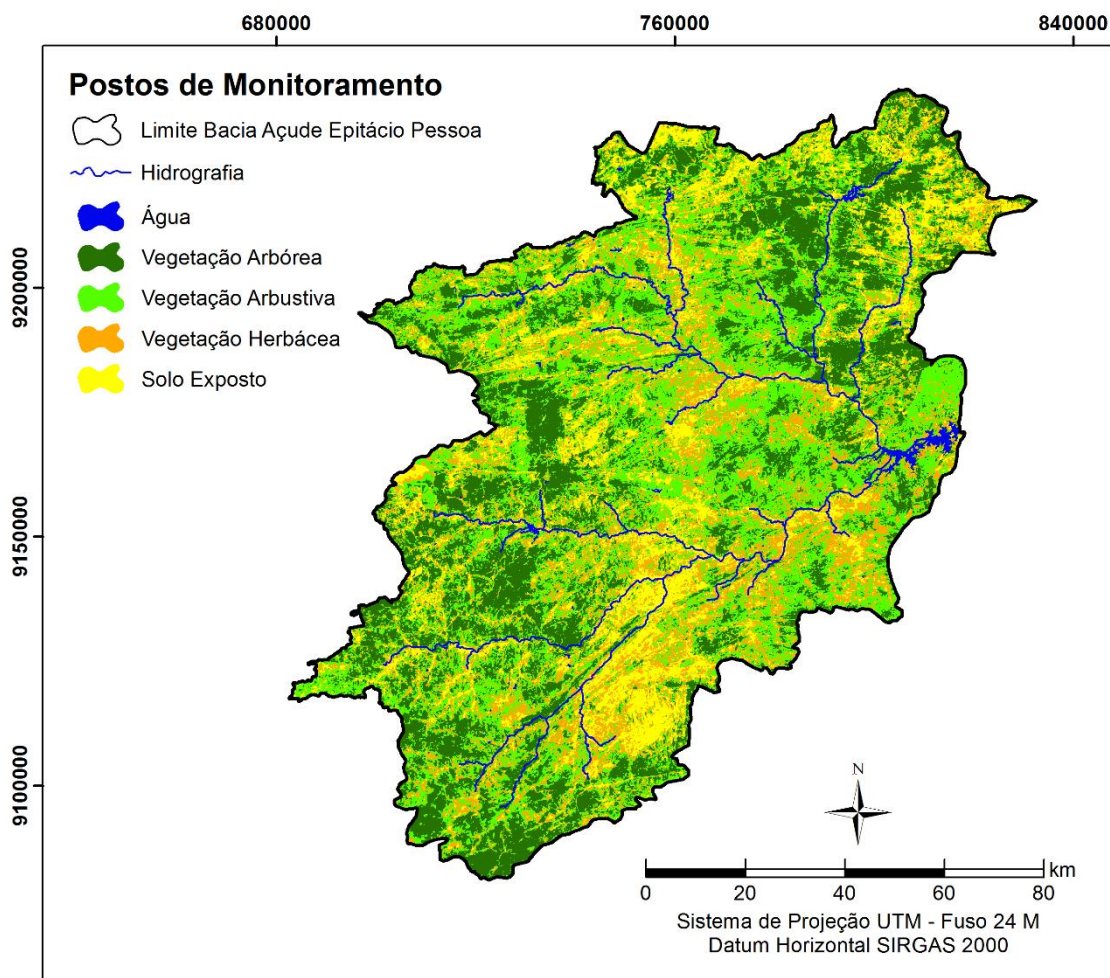 680000
760000
840000
Postos de Monitoramento
Limite Bacia Açude Epitácio Pessoa
Hidrografia
Água
Vegetação Arbórea
Vegetação Arbustiva
Vegetação Herbácea
Solo Exposto
9200000
9150000
9100000
N
km
0 20 40 60 80
Sistema de Projeção UTM - Fuso 24 M
Datum Horizontal SIRGAS 2000